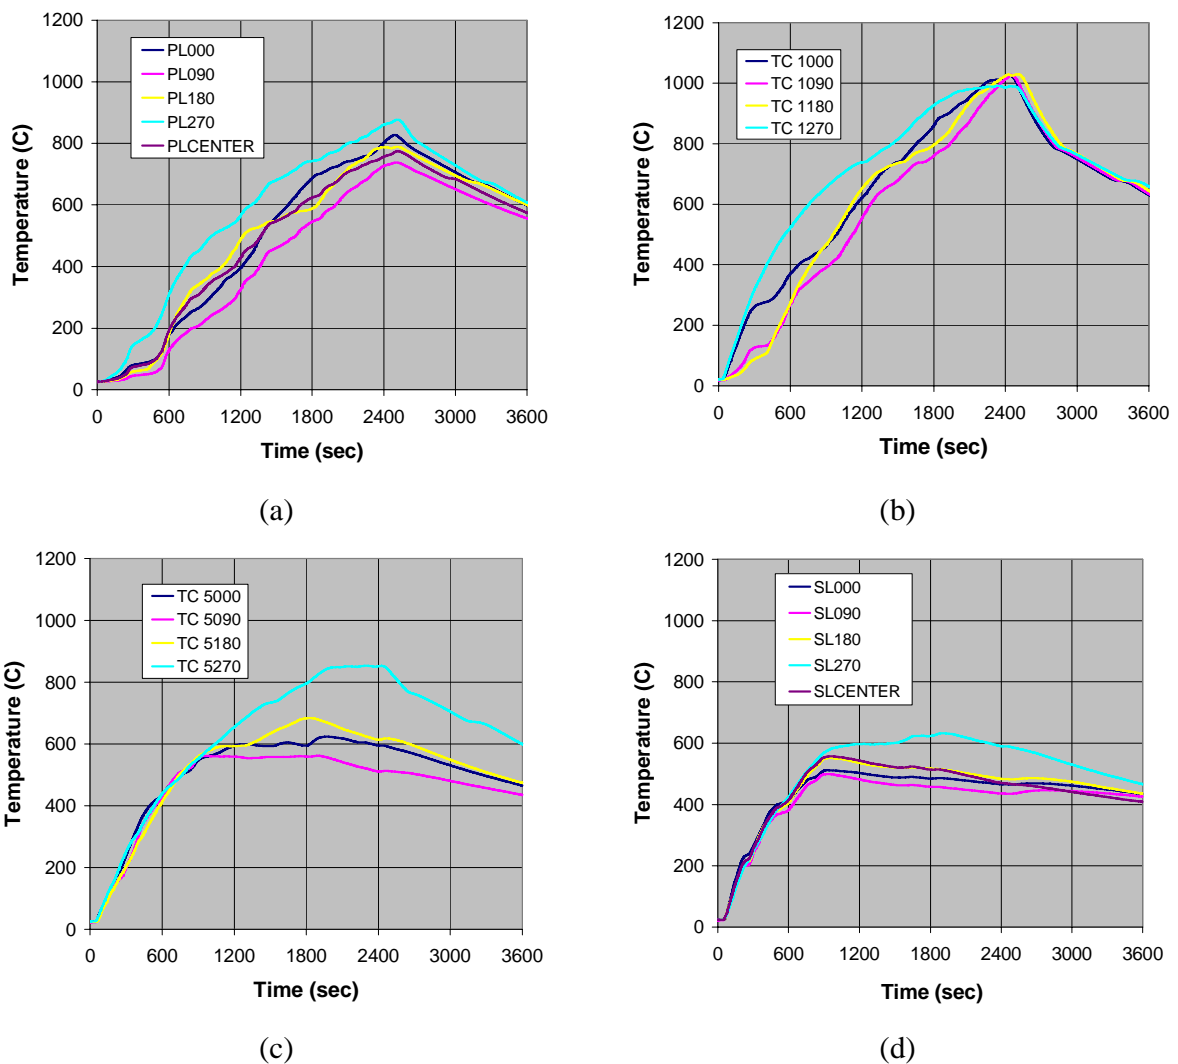 1200
1000
800
600
400
200
0
Temperature (C)
PL000
PL090
PL180
PL270
PLCENTER
0 600 1200 1800 2400 3000 3600
Time (sec)
(a)
1200
1000
800
600
400
200
0
Temperature (C)
TC 1000
TC 1090
TC 1180
TC 1270
0 600 1200 1800 2400 3000 3600
Time (sec)
(b)
1200
1000
800
600
400
200
0
Temperature (C)
TC 5000
TC 5090
TC 5180
TC 5270
0 600 1200 1800 2400 3000 3600
Time (sec)
(c)
1200
1000
800
600
400
200
0
Temperature (C)
SL000
SL090
SL180
SL270
SLCENTER
0 600 1200 1800 2400 3000 3600
Time (sec)
(d)